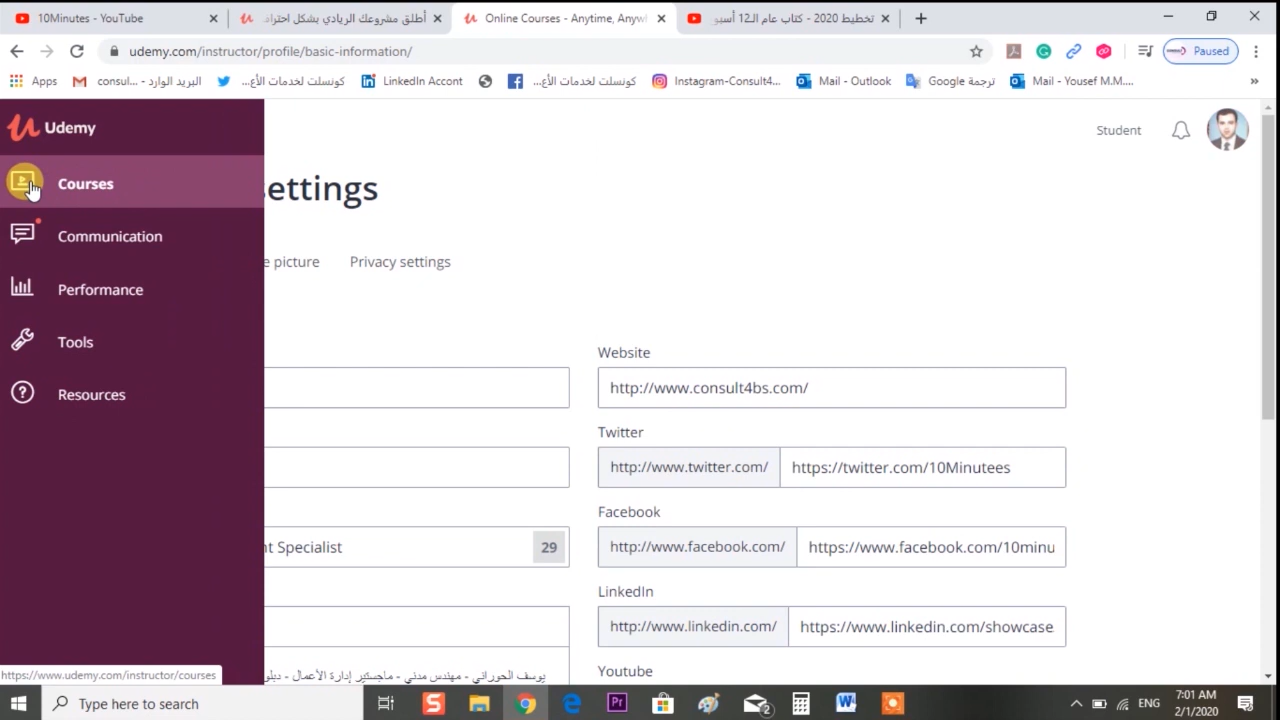 10Minutes - YouTube
أطلق مشروعك الريادي بشكل احتراف
Online Courses - Anytime, Anyw
تخطيط 2020 - كتاب عام الـ12 أسبو
udemy.com/instructor/profile/basic-information/
Paused
Apps
consul... - البريد الوارد
كونسلت لخدمات الأع...
LinkedIn Accont
كونسلت لخدمات الأع...
Instagram-Consult4...
Mail - Outlook
ترجمة Google
Mail - Yousef M.M....
»
Udemy
Student
Courses
ettings
Communication
e picture
Privacy settings
Performance
Tools
Website
Resources
http://www.consult4bs.com/
Twitter
http://www.twitter.com/
https://twitter.com/10Minutees
Facebook
t Specialist
29
http://www.facebook.com/
https://www.facebook.com/10minu
LinkedIn
http://www.linkedin.com/
https://www.linkedin.com/showcase
Youtube
https://www.udemy.com/instructor/courses
يوسف الحوراني - مهندس مدني - ماجستير إدارة الأعمال - دبلو
Type here to search
2
ENG
7:01 AM
2/1/2020